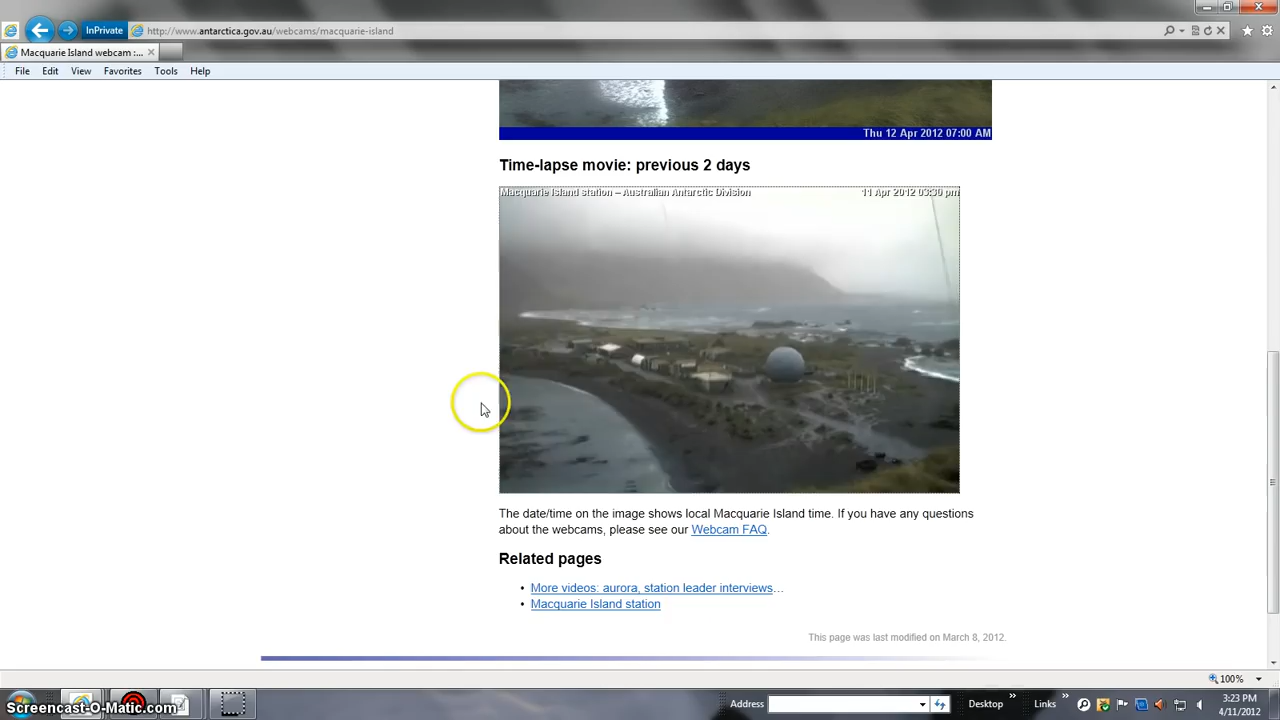 InPrivate
http://www.antarctica.gov.au/webcams/macquarie-island
Macquarie Island webcam :...
File Edit View Favorites Tools Help
Thu 12 Apr 2012 07:00 AM
Time-lapse movie: previous 2 days
Macquarie Island station – Australian Antarctic Division 11 Apr 2012 03:30 pm
The date/time on the image shows local Macquarie Island time. If you have any questions
about the webcams, please see our Webcam FAQ.
Related pages
• More videos: aurora, station leader interviews…
• Macquarie Island station
This page was last modified on March 8, 2012.
100%
Screencast-O-Matic.com
Address
Desktop
Links
3:23 PM
4/11/2012